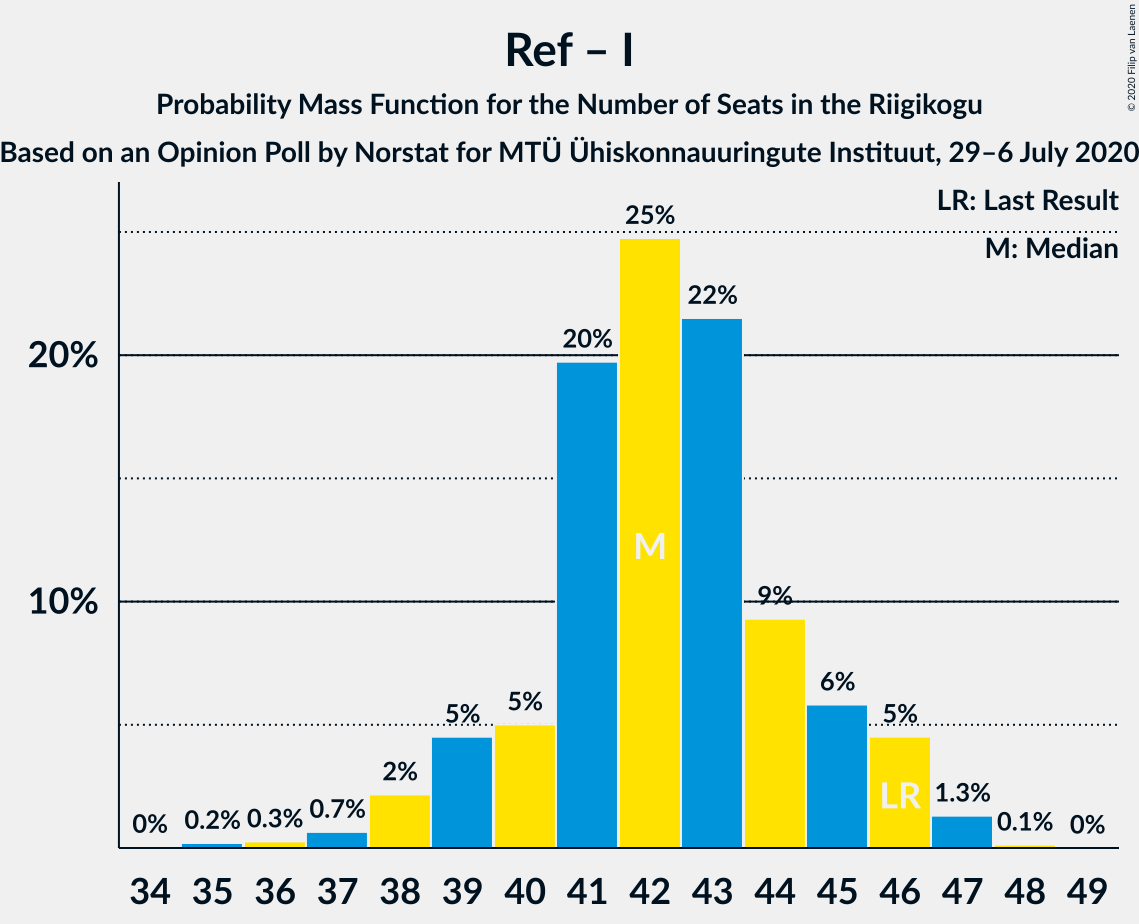 Ref – I
Probability Mass Function for the Number of Seats in the Riigikogu
Based on an Opinion Poll by Norstat for MTÜ Ühiskonnauuringute Instituut, 29–6 July 2020
© 2020 Filip van Laenen
LR: Last Result
M: Median
20%
10%
0%
0.2%
0.3%
0.7%
2%
5%
5%
20%
25%
22%
9%
6%
5%
1.3%
0.1%
0%
M
LR
34 35 36 37 38 39 40 41 42 43 44 45 46 47 48 49